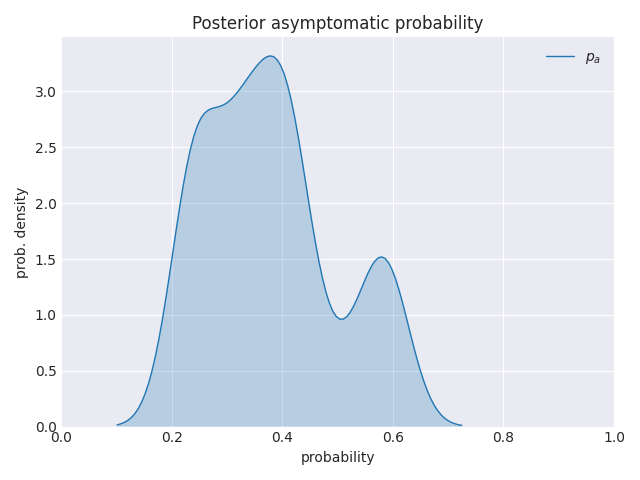 Posterior asymptomatic probability
pₐ
prob. density
3.0
2.5
2.0
1.5
1.0
0.5
0.0
0.0 0.2 0.4 0.6 0.8 1.0
probability